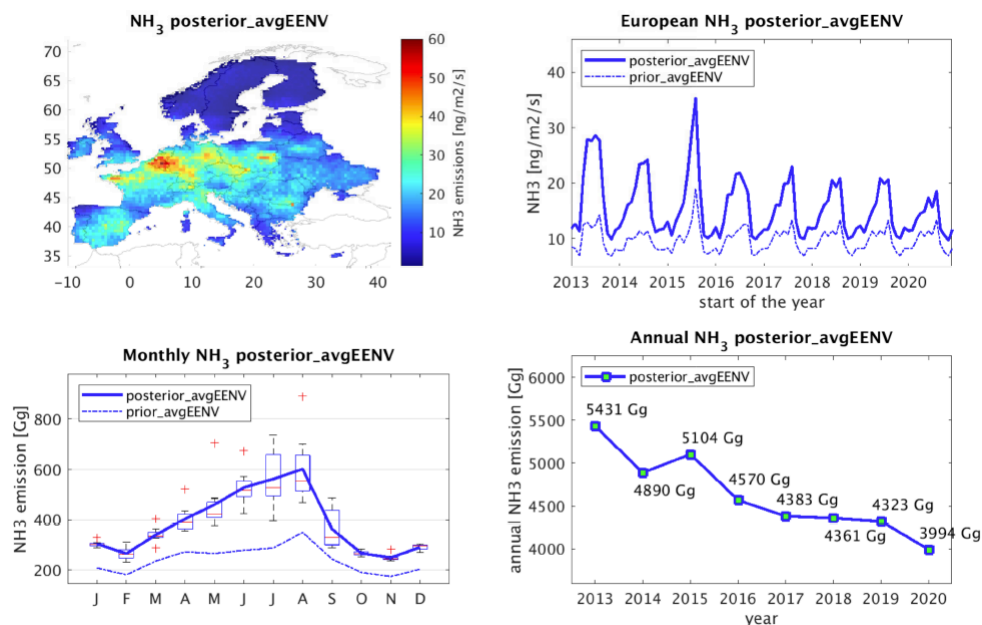 NH3 posterior_avgEENV
70
65
60
55
50
45
40
35
-10 0 10 20 30 40
60
50
40
30
20
10
NH3 emissions [ng/m2/s]
European NH3 posterior_avgEENV
posterior_avgEENV
prior_avgEENV
NH3 [ng/m2/s]
40
30
20
10
2013 2014 2015 2016 2017 2018 2019 2020
start of the year
Monthly NH3 posterior_avgEENV
posterior_avgEENV
prior_avgEENV
NH3 emission [Gg]
800
600
400
200
J F M A M J J A S O N D
Annual NH3 posterior_avgEENV
posterior_avgEENV
annual NH3 emission [Gg]
6000
5500
5000
4500
4000
5431 Gg
4890 Gg
5104 Gg
4570 Gg
4383 Gg
4361 Gg
4323 Gg
3994 Gg
2013 2014 2015 2016 2017 2018 2019 2020
year